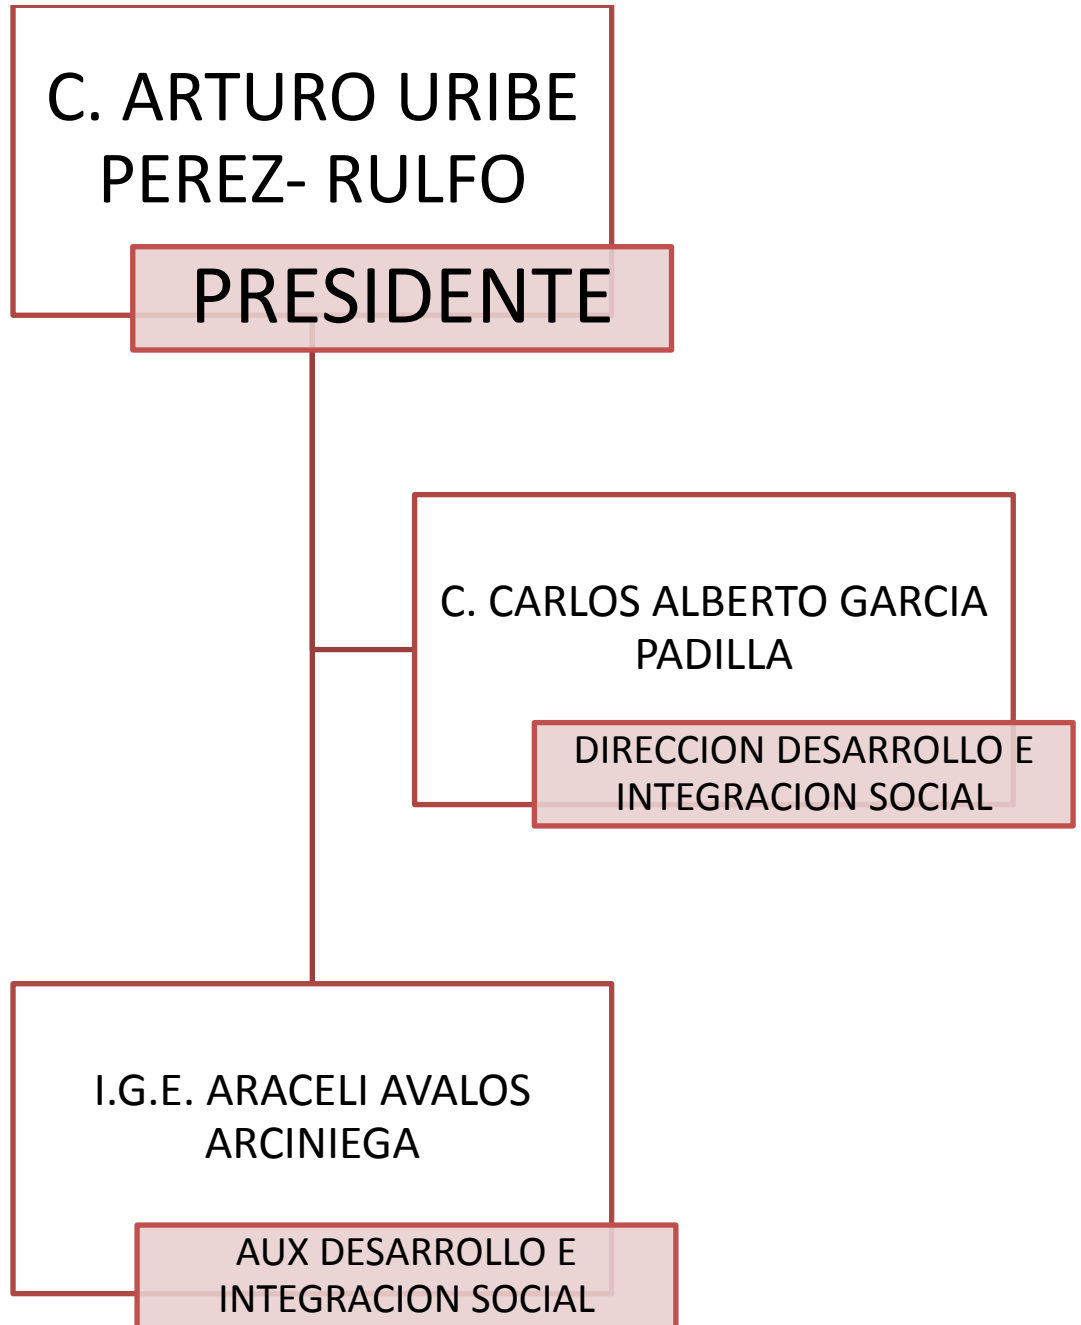 C. ARTURO URIBE
PEREZ- RULFO
PRESIDENTE
C. CARLOS ALBERTO GARCIA
PADILLA
DIRECCION DESARROLLO E
INTEGRACION SOCIAL
I.G.E. ARACELI AVALOS
ARCINIEGA
AUX DESARROLLO E
INTEGRACION SOCIAL